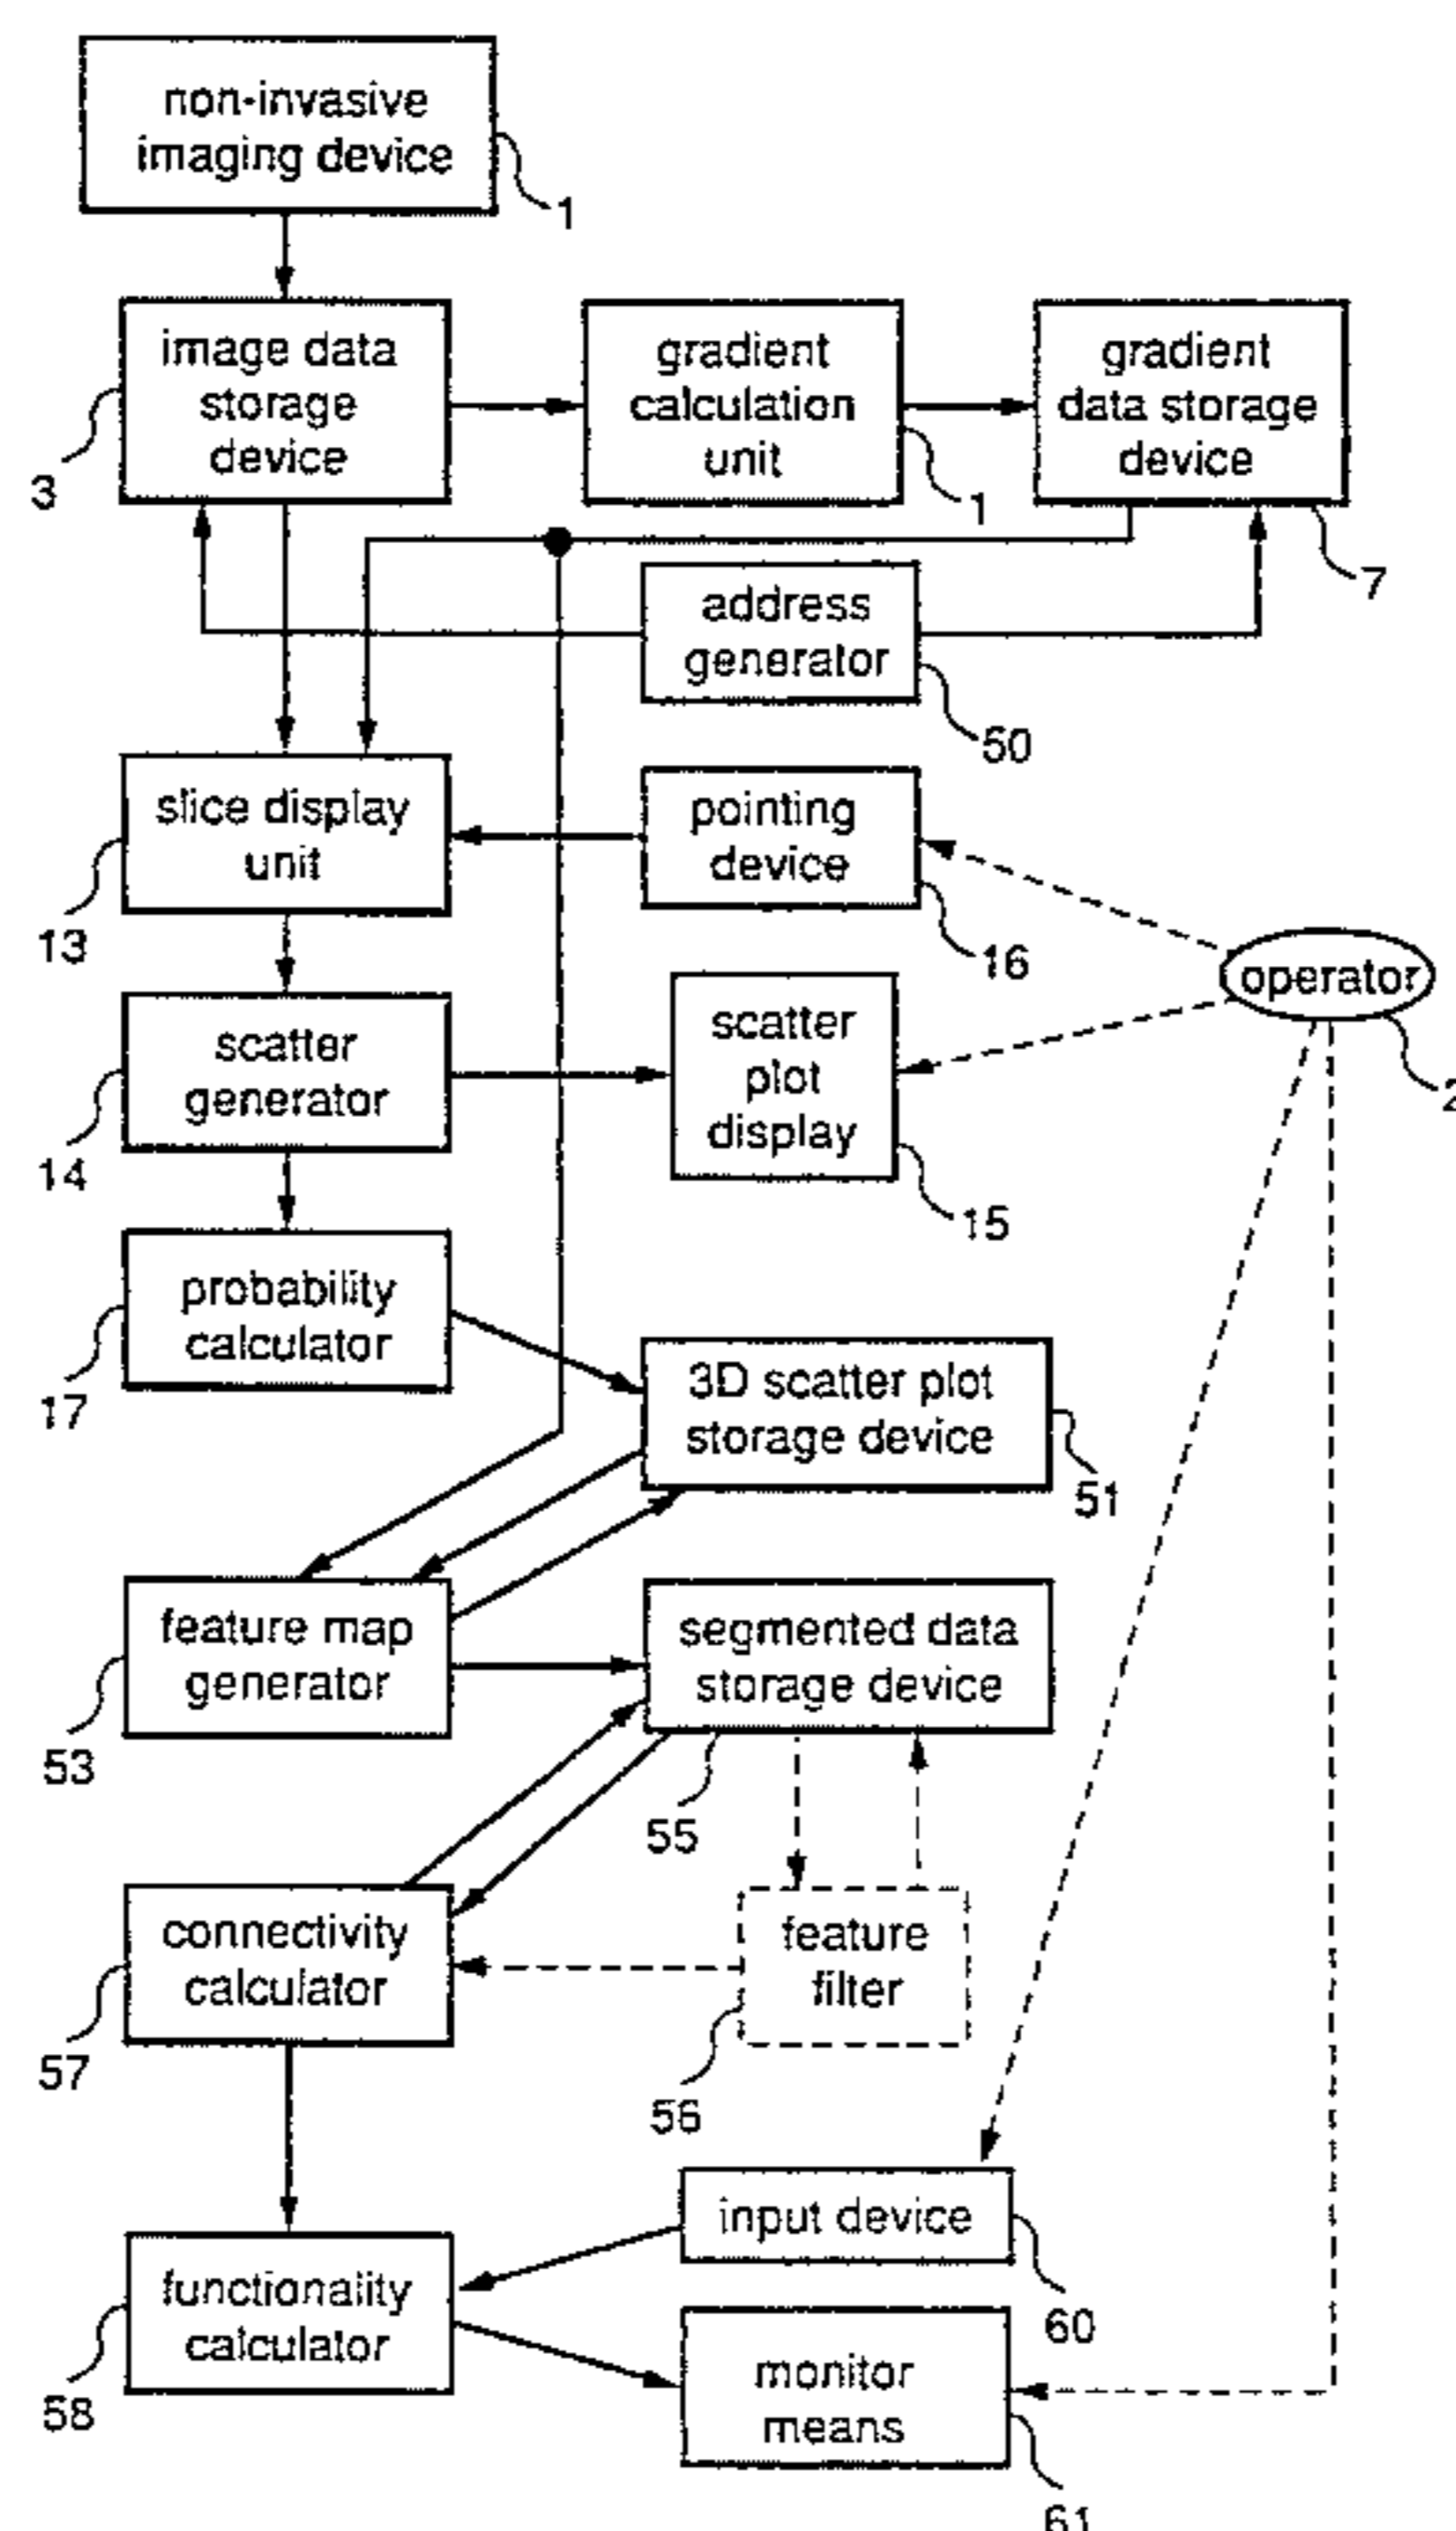 non-invasive
imaging device
1
image data
storage
device
3
gradient
calculation
unit
1
gradient
data storage
device
7
address
generator
50
slice display
unit
13
pointing
device
16
operator
2
scatter
generator
14
scatter
plot
display
15
probability
calculator
17
3D scatter plot
storage device
51
feature map
generator
53
segmented data
storage device
55
connectivity
calculator
57
feature
filter
56
input device
60
functionality
calculator
58
monitor
means
61